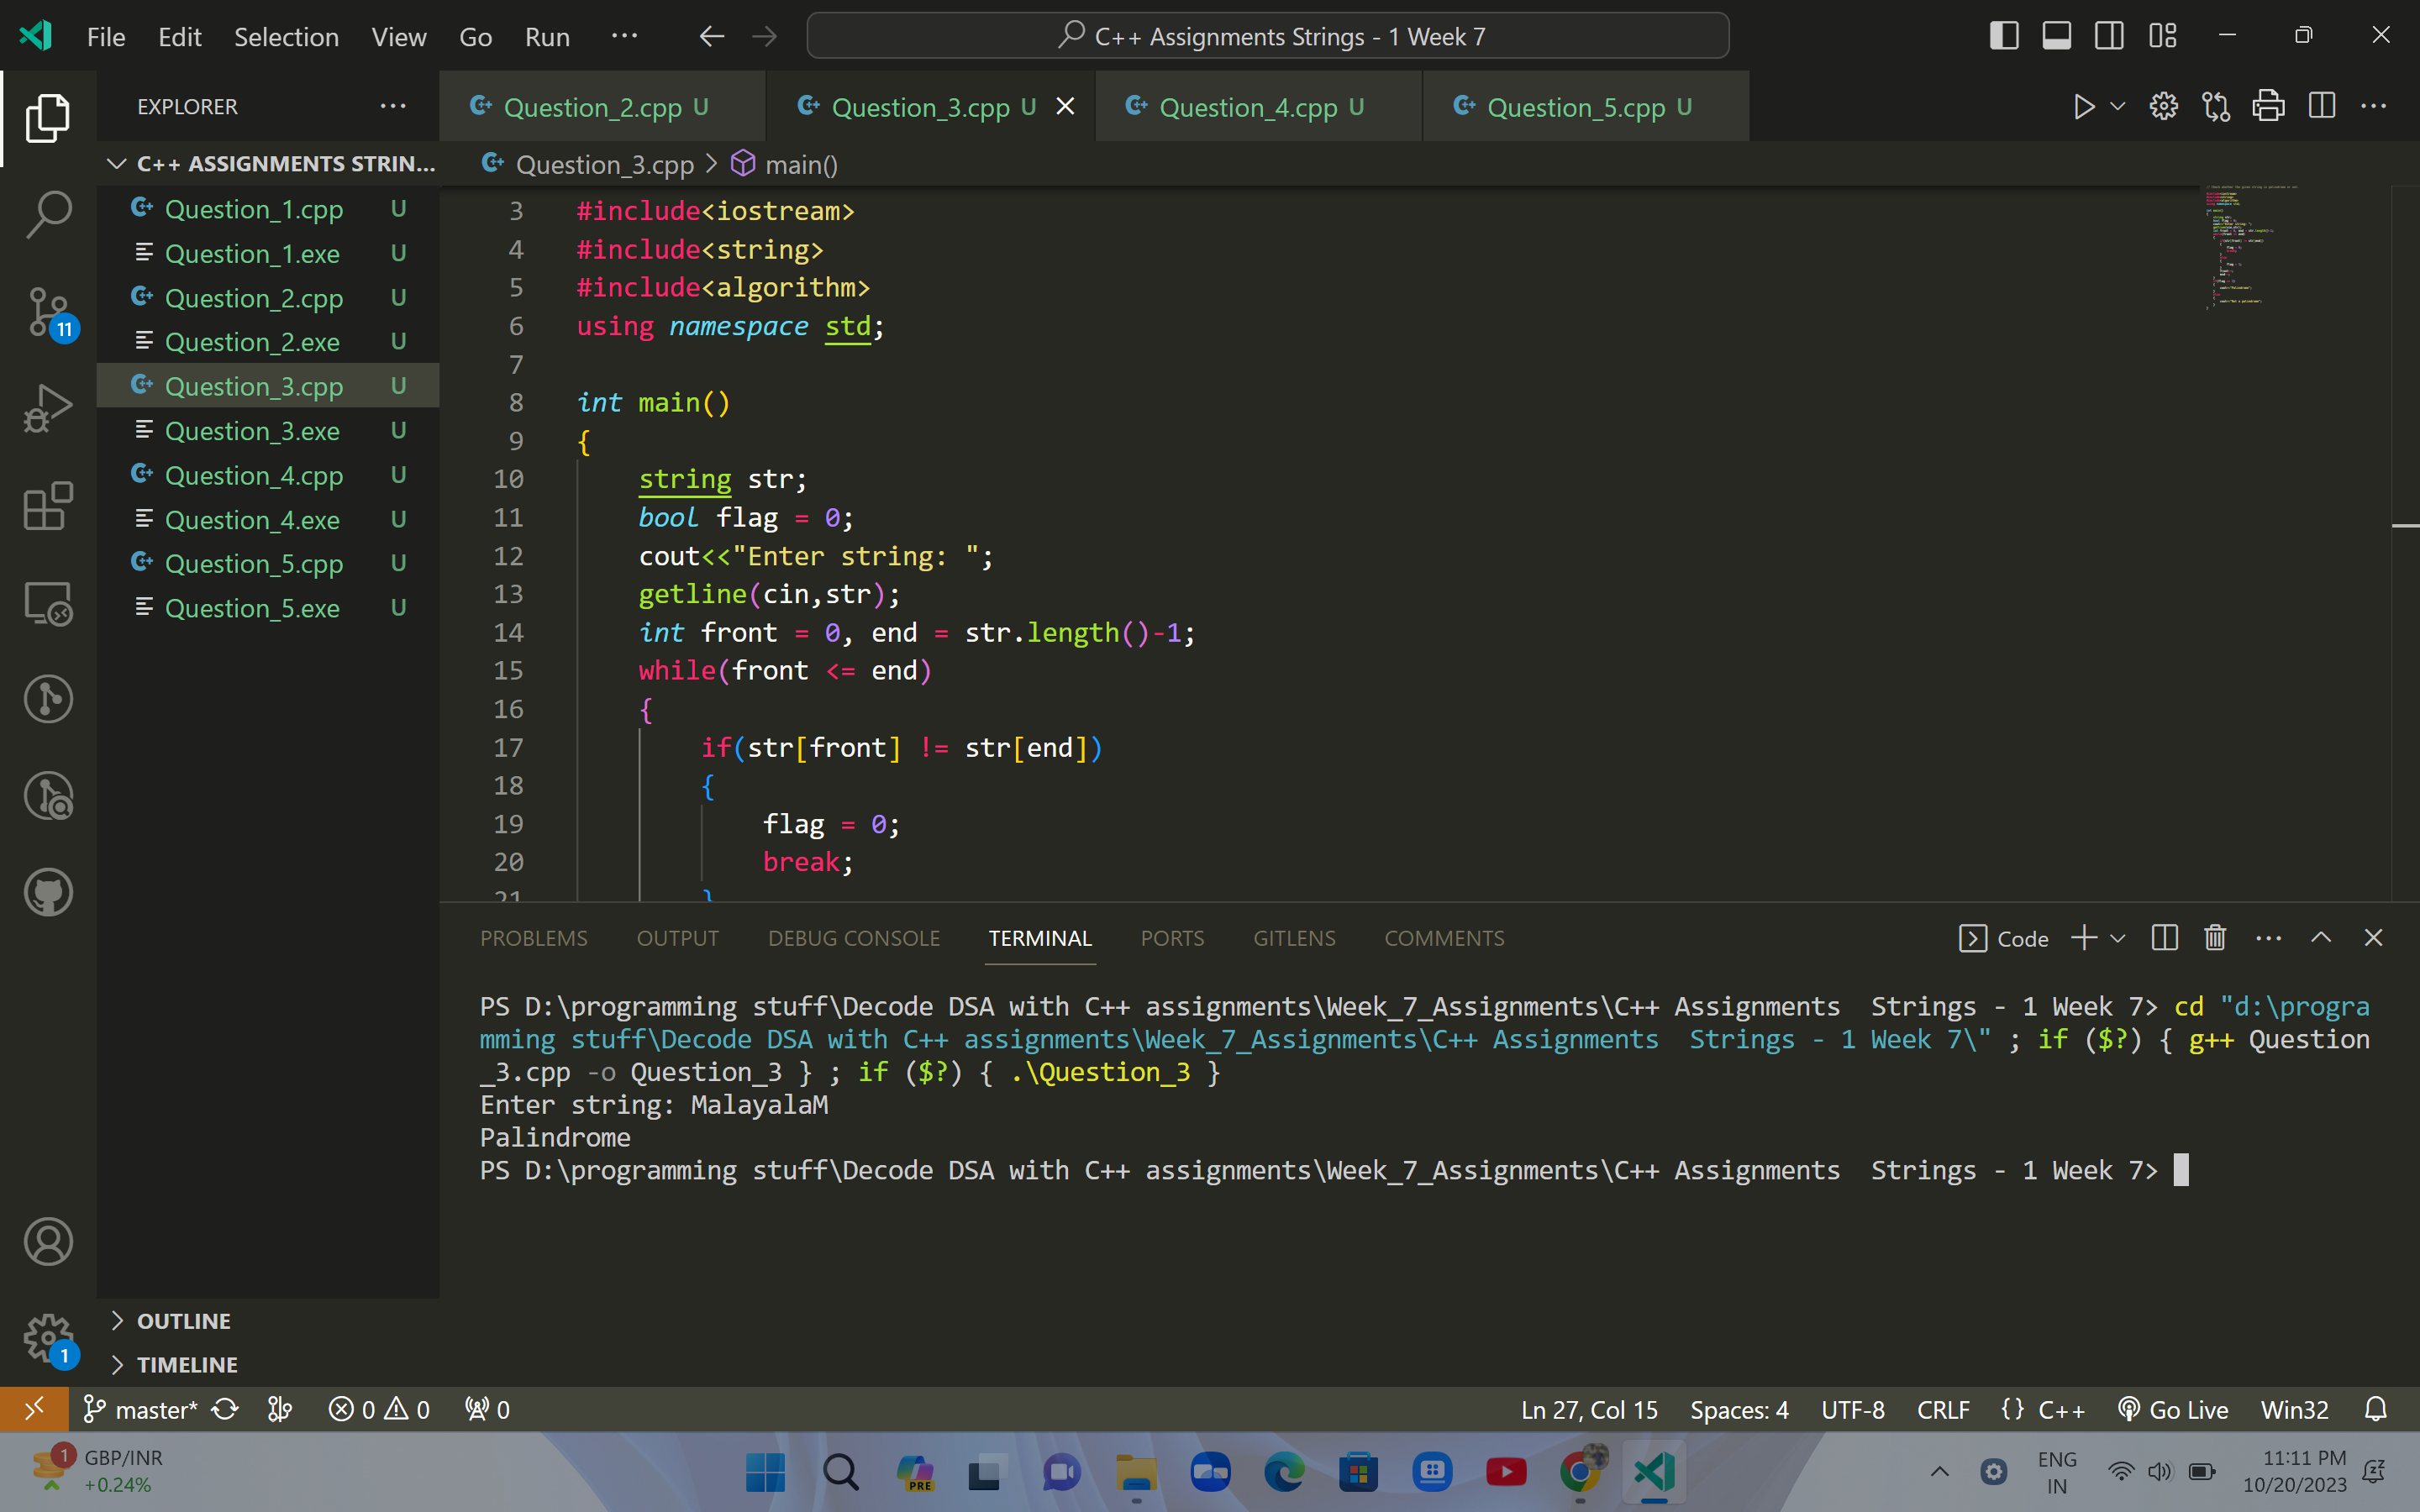 File Edit Selection View Go Run ··· C++ Assignments Strings - 1 Week 7
EXPLORER ···
Question_2.cpp U Question_3.cpp U Question_4.cpp U Question_5.cpp U
C++ ASSIGNMENTS STRIN...
Question_3.cpp > main()
Question_1.cpp U
Question_1.exe U
Question_2.cpp U
Question_2.exe U
Question_3.cpp U
Question_3.exe U
Question_4.cpp U
Question_4.exe U
Question_5.cpp U
Question_5.exe U
11
3 #include<iostream>
4 #include<string>
5 #include<algorithm>
6 using namespace std;
7
8 int main()
9 {
10 string str;
11 bool flag = 0;
12 cout<<"Enter string: ";
13 getline(cin,str);
14 int front = 0, end = str.length()-1;
15 while(front <= end)
16 {
17 if(str[front] != str[end])
18 {
19 flag = 0;
20 break;
21 }
PROBLEMS OUTPUT DEBUG CONSOLE TERMINAL PORTS GITLENS COMMENTS Code
PS D:\programming stuff\Decode DSA with C++ assignments\Week_7_Assignments\C++ Assignments  Strings - 1 Week 7> cd "d:\progra
mming stuff\Decode DSA with C++ assignments\Week_7_Assignments\C++ Assignments  Strings - 1 Week 7\" ; if ($?) { g++ Question
_3.cpp -o Question_3 } ; if ($?) { .\Question_3 }
Enter string: MalayalaM
Palindrome
PS D:\programming stuff\Decode DSA with C++ assignments\Week_7_Assignments\C++ Assignments  Strings - 1 Week 7>
OUTLINE
1
TIMELINE
master* 0 0 0 Ln 27, Col 15 Spaces: 4 UTF-8 CRLF {} C++ Go Live Win32
1 GBP/INR
+0.24%
PRE
ENG
IN
11:11 PM
10/20/2023